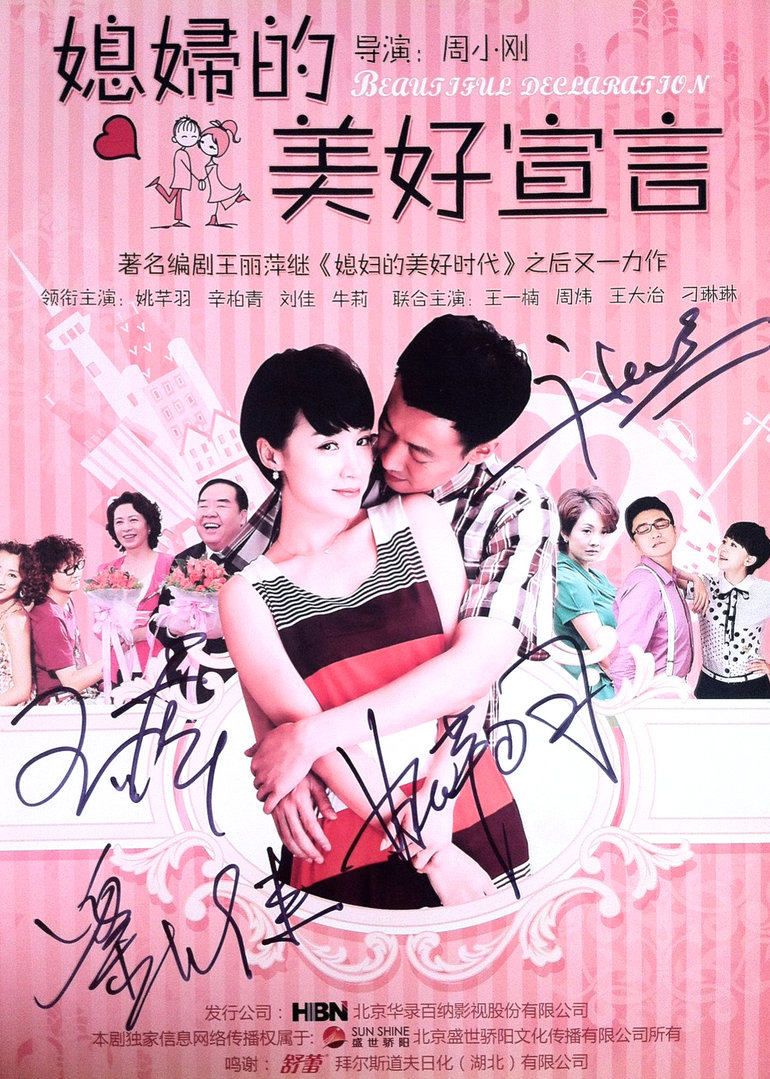 媳婦的
导演：周小刚
BEAUTIFUL DECLARATION
美好宣言
著名编剧王丽萍继《媳妇的美好时代》之后又一力作
领衔主演：姚芊羽 辛柏青 刘佳 牛莉 联合主演：王一楠 周炜 王大治 刁琳琳
发行公司：HBN 北京华录百纳影视股份有限公司
本剧独家信息网络传播权属于：SUN SHINE 盛世骄阳 北京盛世骄阳文化传播有限公司所有
鸣谢：舒蕾 拜尔斯道夫日化（湖北）有限公司